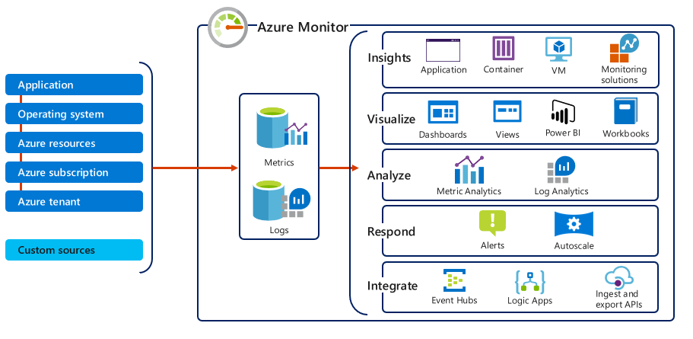 Azure Monitor
Application
Operating system
Azure resources
Azure subscription
Azure tenant
Custom sources
Metrics
Logs
Insights
Application
Container
VM
Monitoring
solutions
Visualize
Dashboards
Views
Power BI
Workbooks
Analyze
Metric Analytics
Log Analytics
Respond
Alerts
Autoscale
Integrate
Event Hubs
Logic Apps
Ingest and
export APIs